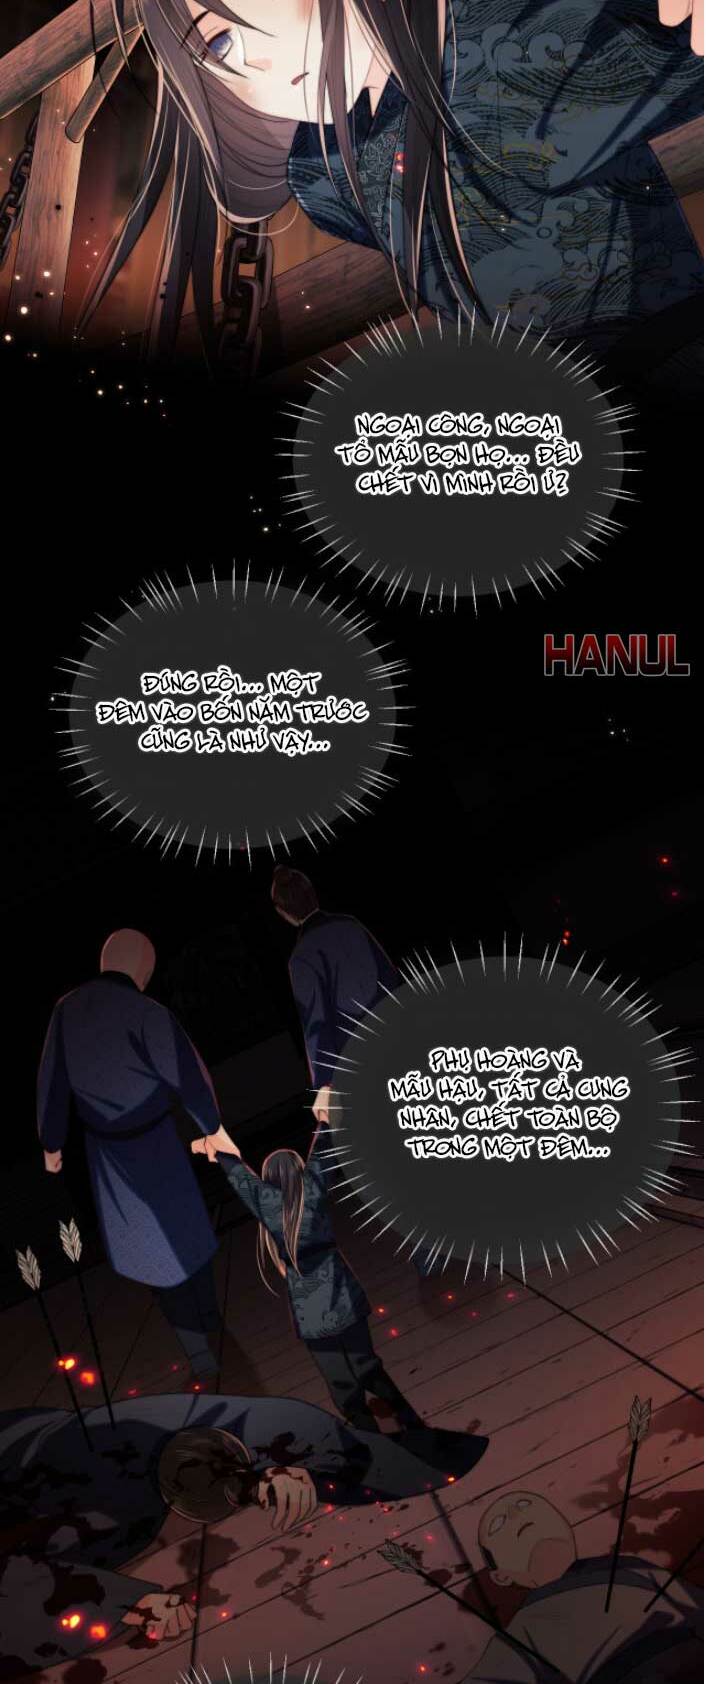 NGOẠI CÔNG, NGOẠI
TỔ MẪU BỌN HỌ... ĐỀU
CHẾT VÌ MÌNH RỒI Ư?
HANUL
ĐÚNG RỒI... MỘT
ĐÊM VÀO BỐN NĂM TRƯỚC
CŨNG LÀ NHƯ VẬY...
PHỤ HOÀNG VÀ
MẪU HẬU, TẤT CẢ CUNG
NHÂN, CHẾT TOÀN BỘ
TRONG MỘT ĐÊM...